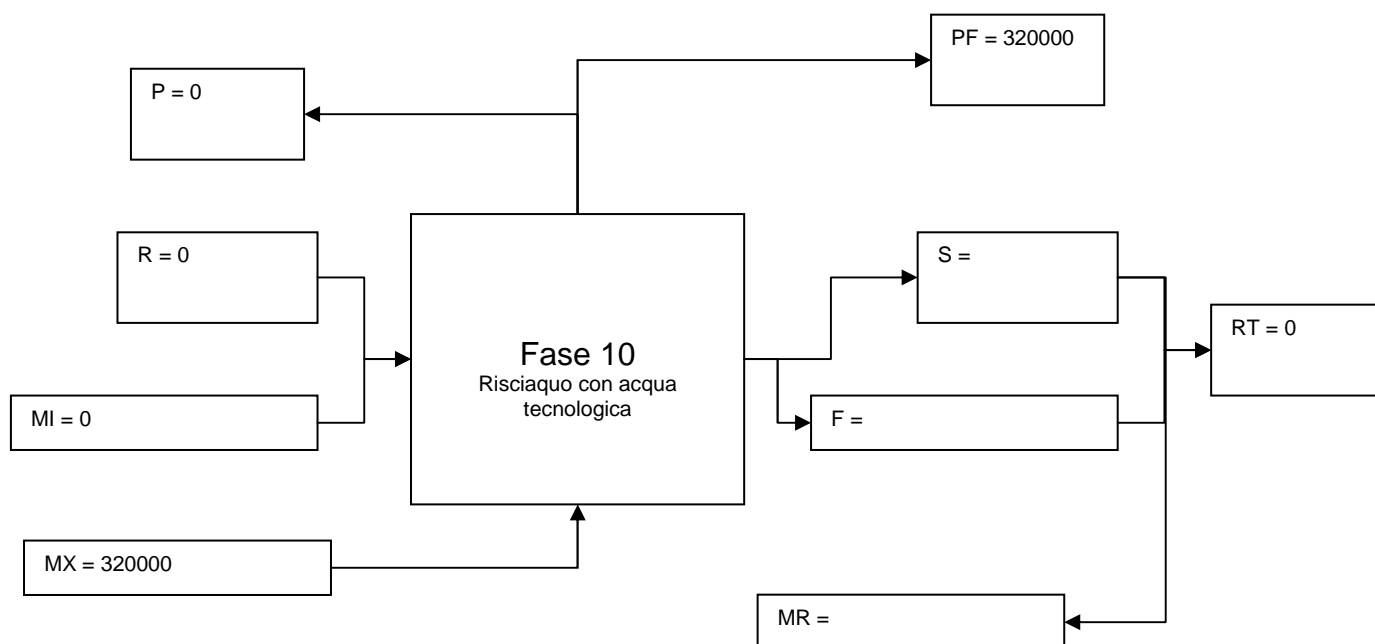 PF = 320000
P = 0
R = 0
S =
RT = 0
Fase 10
Risciaquo con acqua
tecnologica
MI = 0
F =
MX = 320000
MR =